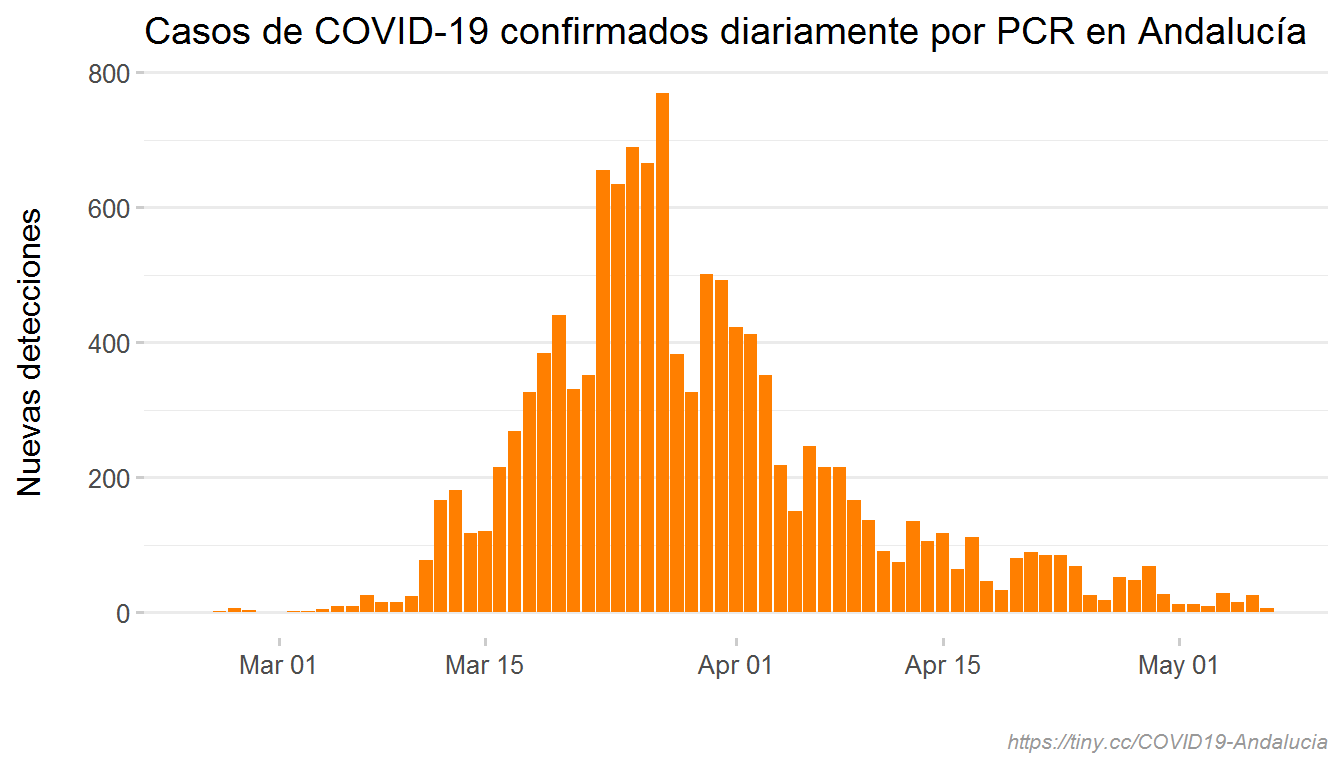 Casos de COVID-19 confirmados diariamente por PCR en Andalucía
Nuevas detecciones
800
600
400
200
0
Mar 01 Mar 15 Apr 01 Apr 15 May 01
https://tiny.cc/COVID19-Andalucia